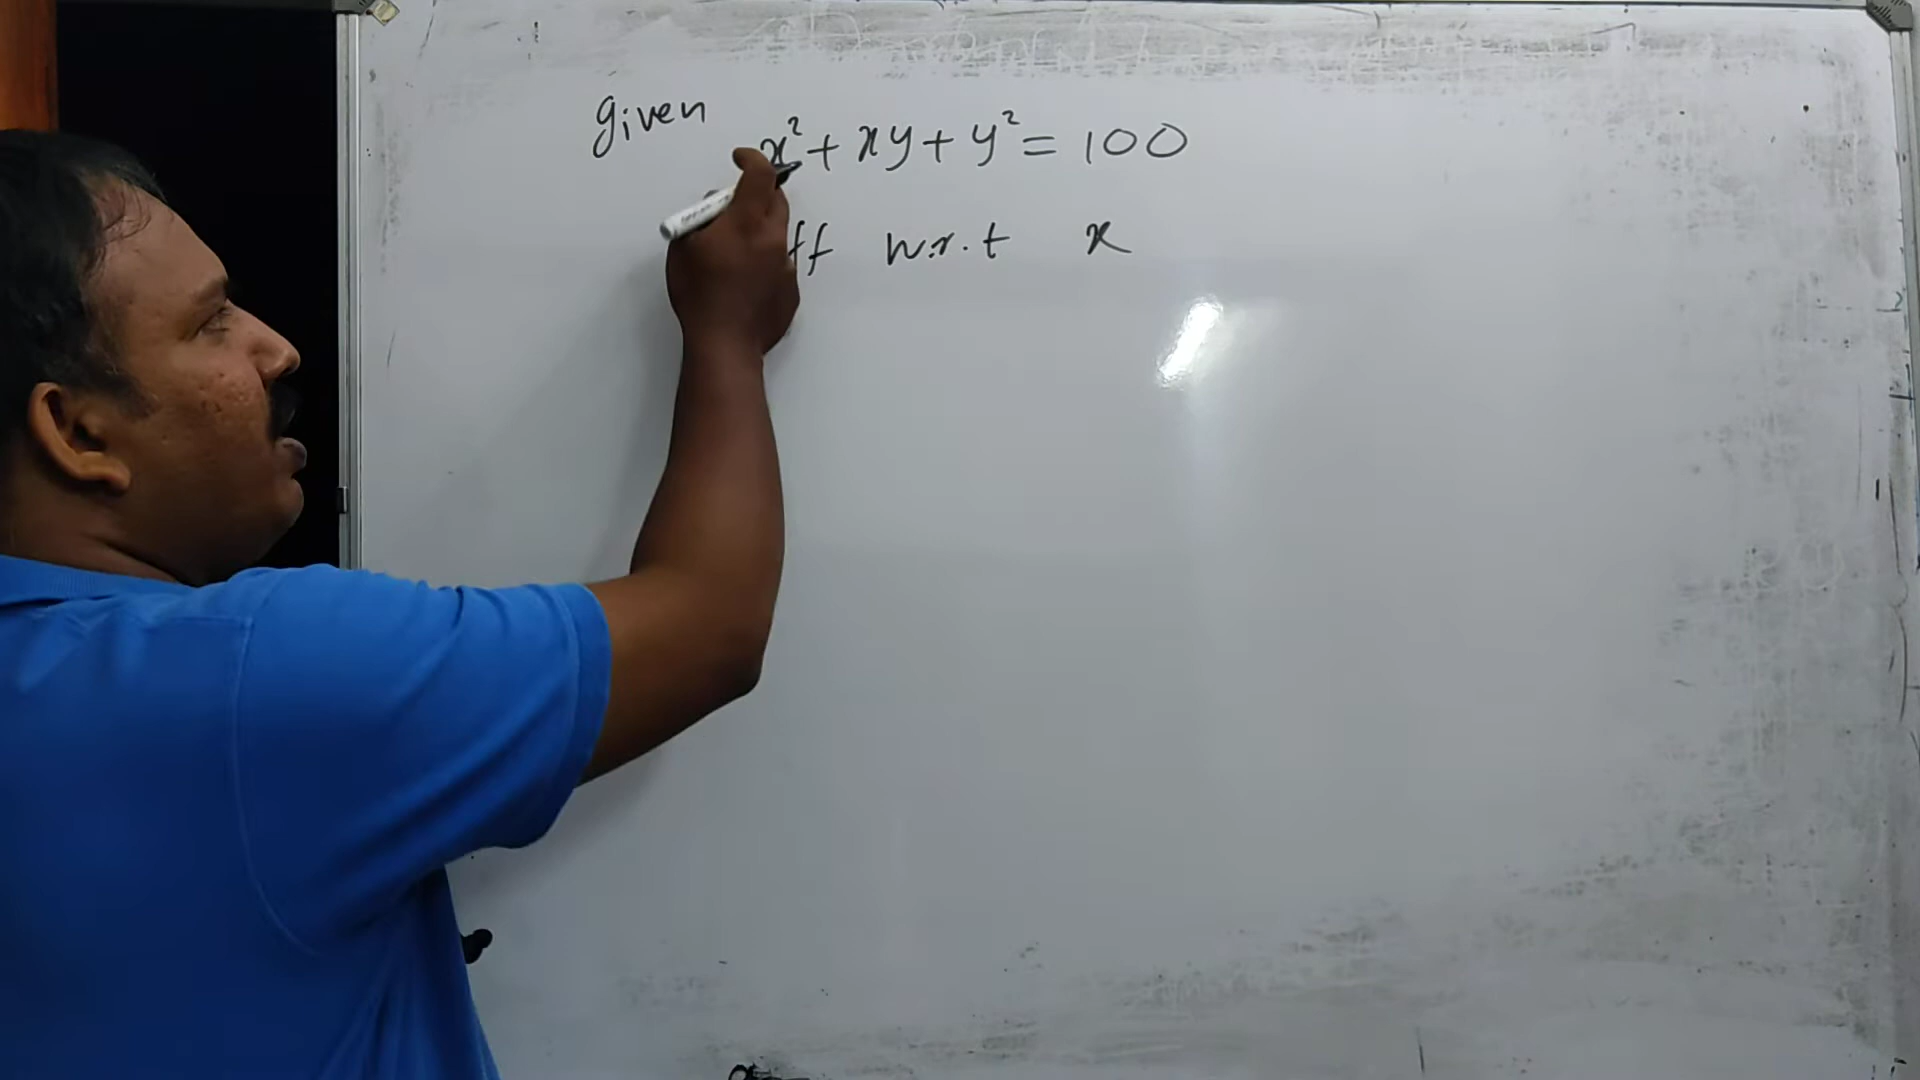 given
x² + xy + y² = 100
ff w.r.t x